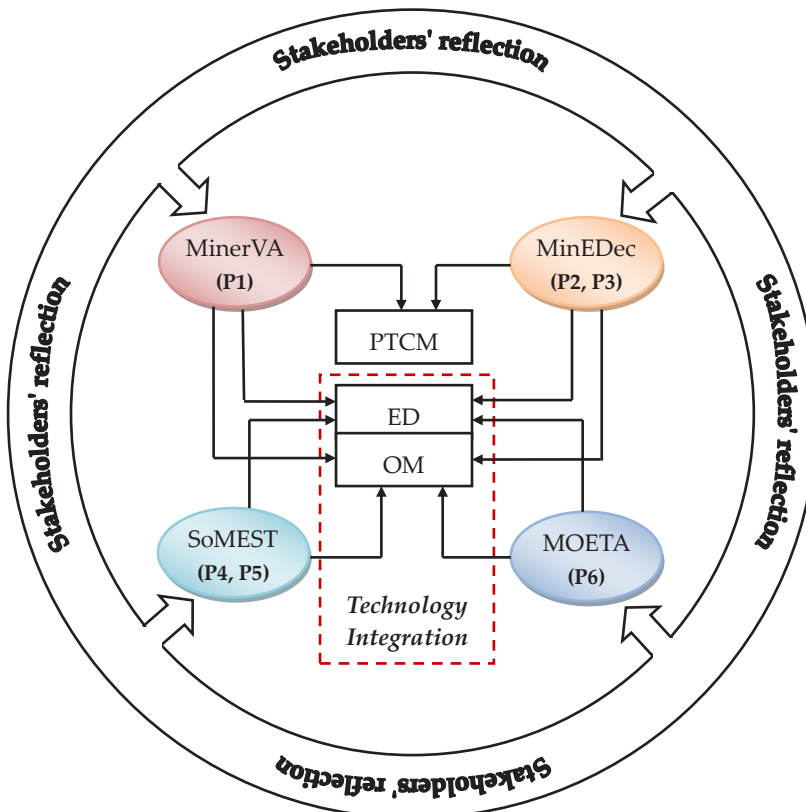 Stakeholders' reflection
MinerVA
(P1)
MinEDec
(P2, P3)
Stakeholders' reflection
Stakeholders' reflection
PTCM
ED
OM
SoMEST
(P4, P5)
MOETA
(P6)
Technology
Integration
Stakeholders' reflection